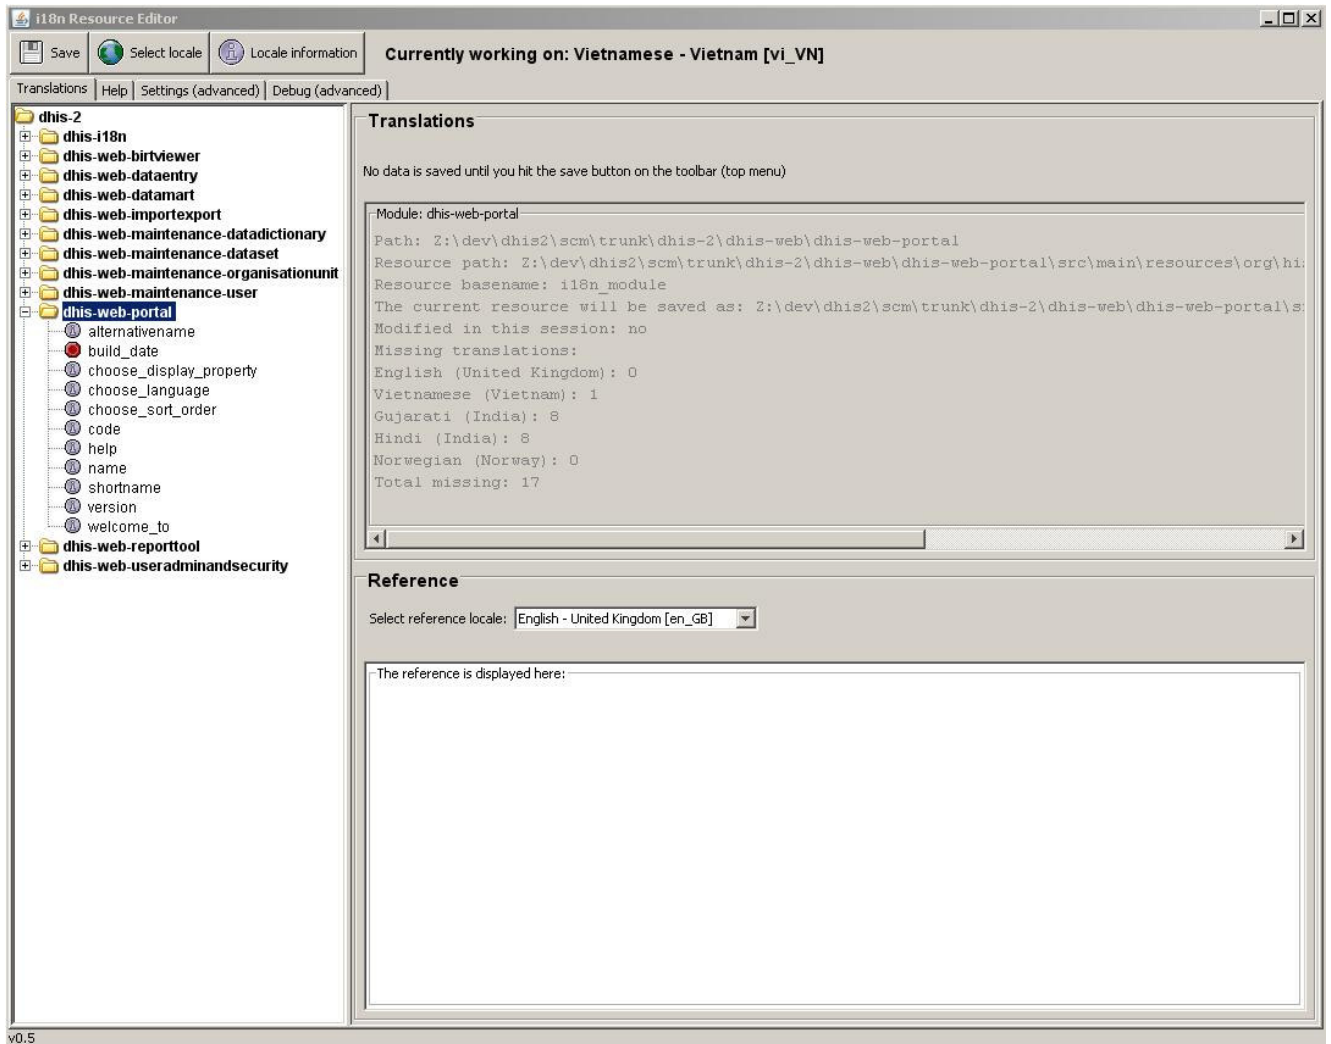 i18n Resource Editor
Save
Select locale
Locale information
Currently working on: Vietnamese - Vietnam [vi_VN]
Translations
Help
Settings (advanced)
Debug (advanced)
dhis-2
dhis-i18n
dhis-web-birtviewer
dhis-web-dataentry
dhis-web-datamart
dhis-web-importexport
dhis-web-maintenance-datadictionary
dhis-web-maintenance-dataset
dhis-web-maintenance-organisationunit
dhis-web-maintenance-user
dhis-web-portal
alternativename
build_date
choose_display_property
choose_language
choose_sort_order
code
help
name
shortname
version
welcome_to
dhis-web-reporttool
dhis-web-useradminandsecurity
Translations
No data is saved until you hit the save button on the toolbar (top menu)
Module: dhis-web-portal
Path: Z:\dev\dhis2\scm\trunk\dhis-2\dhis-web\dhis-web-portal
Resource path: Z:\dev\dhis2\scm\trunk\dhis-2\dhis-web\dhis-web-portal\src\main\resources\org\hi
Resource basename: i18n_module
The current resource will be saved as: Z:\dev\dhis2\scm\trunk\dhis-2\dhis-web\dhis-web-portal\s
Modified in this session: no
Missing translations:
English (United Kingdom): 0
Vietnamese (Vietnam): 1
Gujarati (India): 8
Hindi (India): 8
Norwegian (Norway): 0
Total missing: 17
Reference
Select reference locale: English - United Kingdom [en_GB]
The reference is displayed here:
v0.5